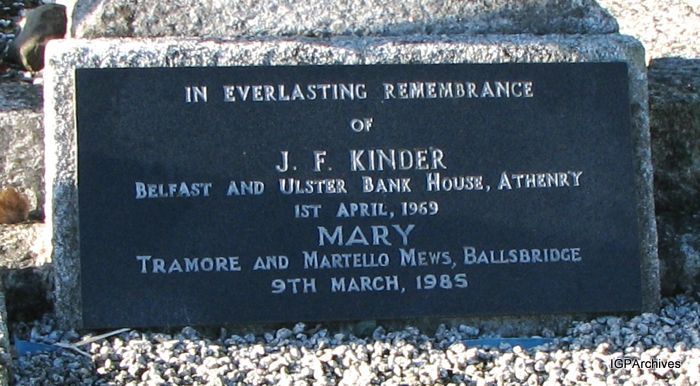 IN EVERLASTING REMEMBRANCE
OF
J. F. KINDER
BELFAST AND ULSTER BANK HOUSE, ATHENRY
1ST APRIL, 1969
MARY
TRAMORE AND MARTELLO MEWS, BALLSBRIDGE
9TH MARCH, 1985
IGPArchives